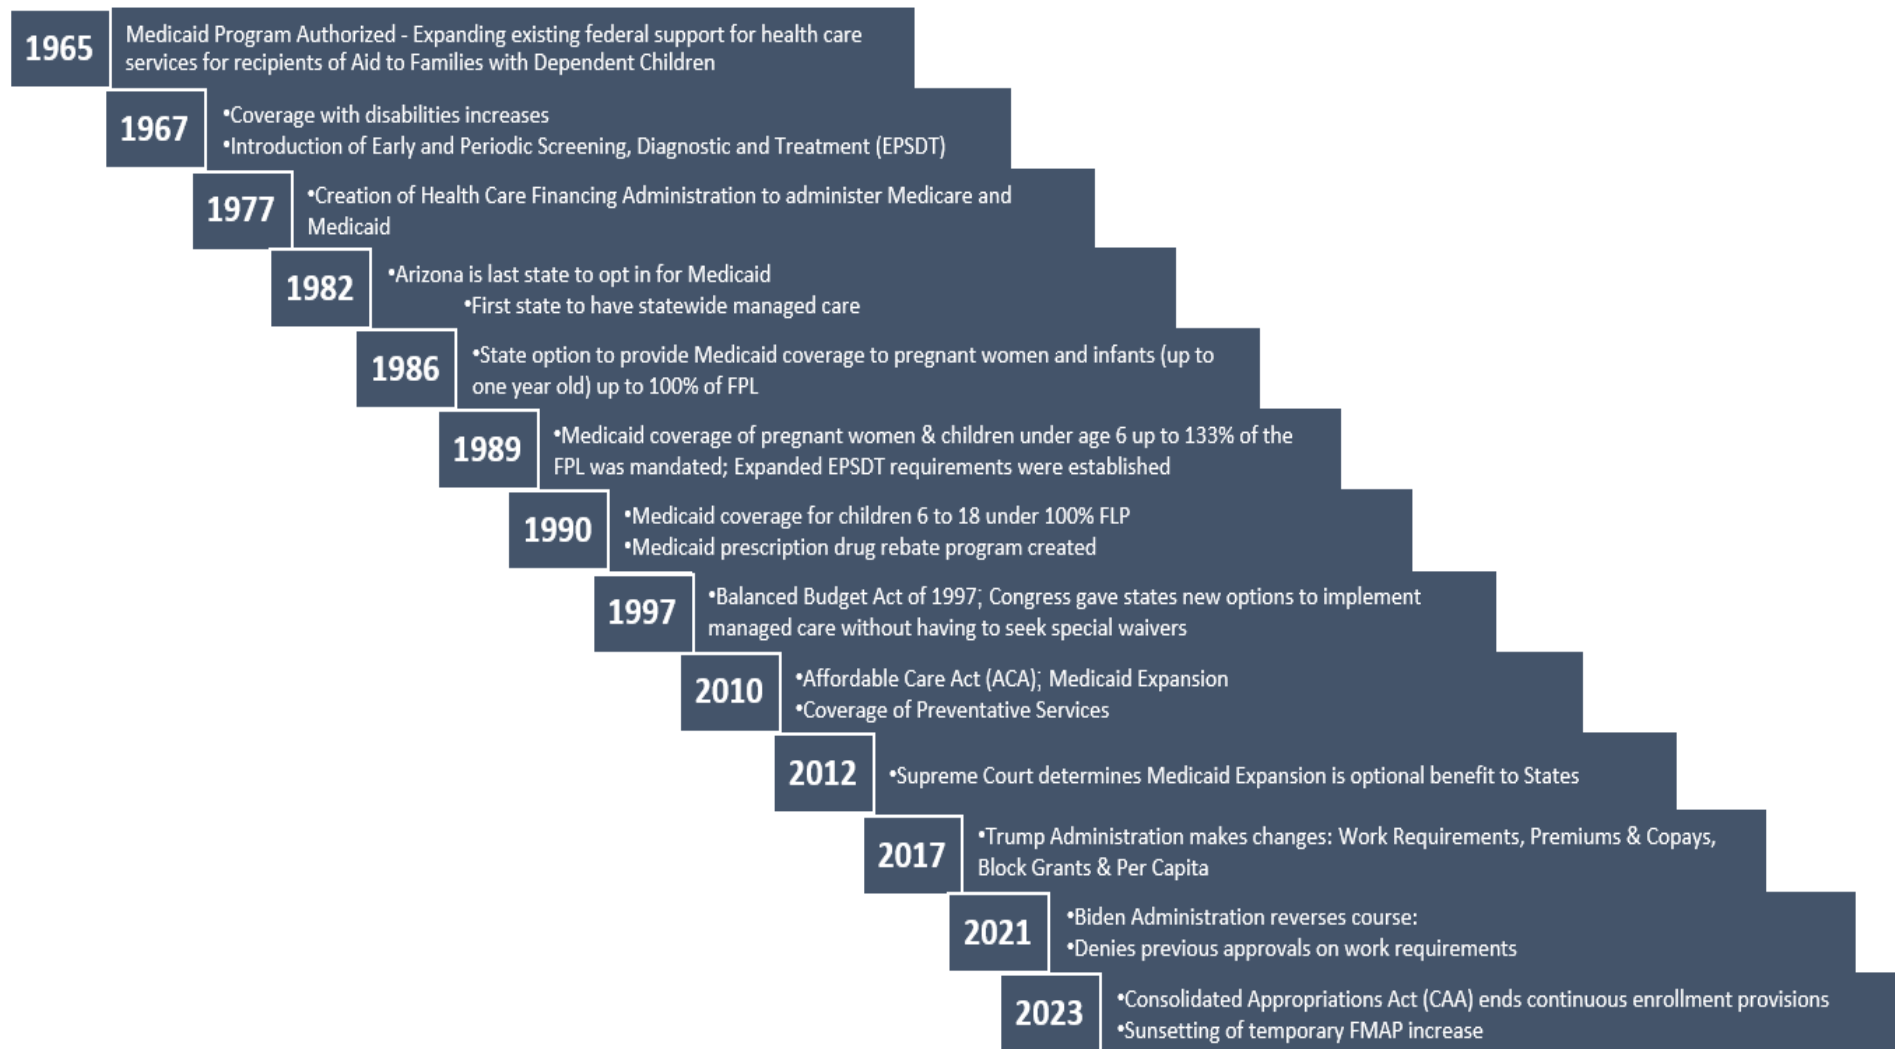 1965
Medicaid Program Authorized - Expanding existing federal support for health care
services for recipients of Aid to Families with Dependent Children
1967
•Coverage with disabilities increases
•Introduction of Early and Periodic Screening, Diagnostic and Treatment (EPSDT)
1977
•Creation of Health Care Financing Administration to administer Medicare and
Medicaid
1982
•Arizona is last state to opt in for Medicaid
•First state to have statewide managed care
1986
•State option to provide Medicaid coverage to pregnant women and infants (up to
one year old) up to 100% of FPL
1989
•Medicaid coverage of pregnant women & children under age 6 up to 133% of the
FPL was mandated; Expanded EPSDT requirements were established
1990
•Medicaid coverage for children 6 to 18 under 100% FLP
•Medicaid prescription drug rebate program created
1997
•Balanced Budget Act of 1997; Congress gave states new options to implement
managed care without having to seek special waivers
2010
•Affordable Care Act (ACA); Medicaid Expansion
•Coverage of Preventative Services
2012
•Supreme Court determines Medicaid Expansion is optional benefit to States
2017
•Trump Administration makes changes: Work Requirements, Premiums & Copays,
Block Grants & Per Capita
2021
•Biden Administration reverses course:
•Denies previous approvals on work requirements
2023
•Consolidated Appropriations Act (CAA) ends continuous enrollment provisions
•Sunsetting of temporary FMAP increase